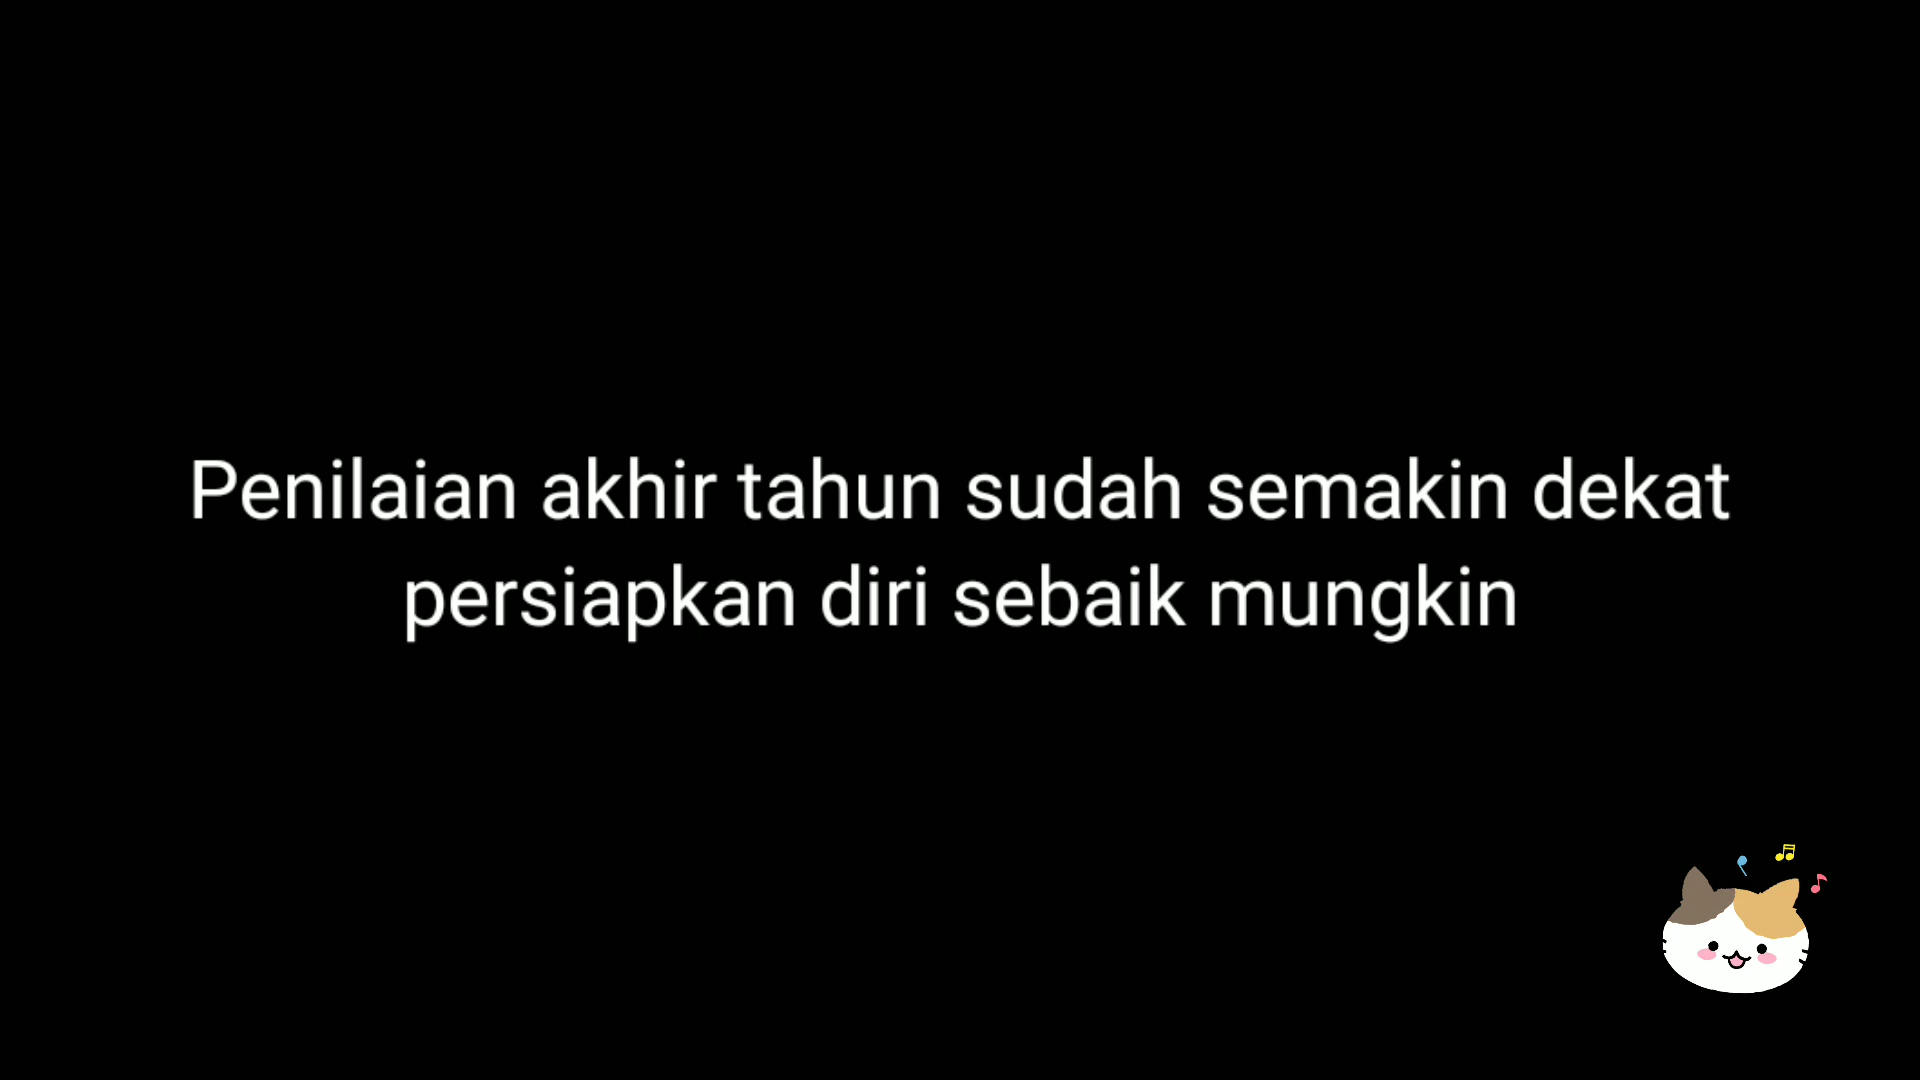 Penilaian akhir tahun sudah semakin dekat
persiapkan diri sebaik mungkin